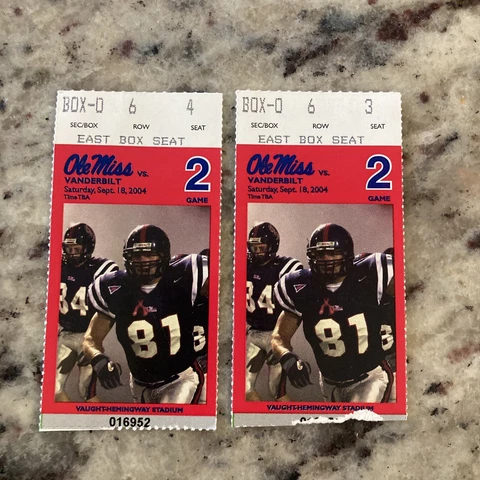 BOX-O 6 4
SEC/BOX ROW SEAT
EAST BOX SEAT
Ole Miss VS.
VANDERBILT
Saturday, Sept. 18, 2004
Time TBA
2
GAME
84
81
8
VAUGHT-HEMINGWAY STADIUM
016952
BOX-O 6 3
SEC/BOX ROW SEAT
EAST BOX SEAT
Ole Miss VS.
VANDERBILT
Saturday, Sept. 18, 2004
Time TBA
2
GAME
84
81
8
VAUGHT-HEMINGWAY STADIUM